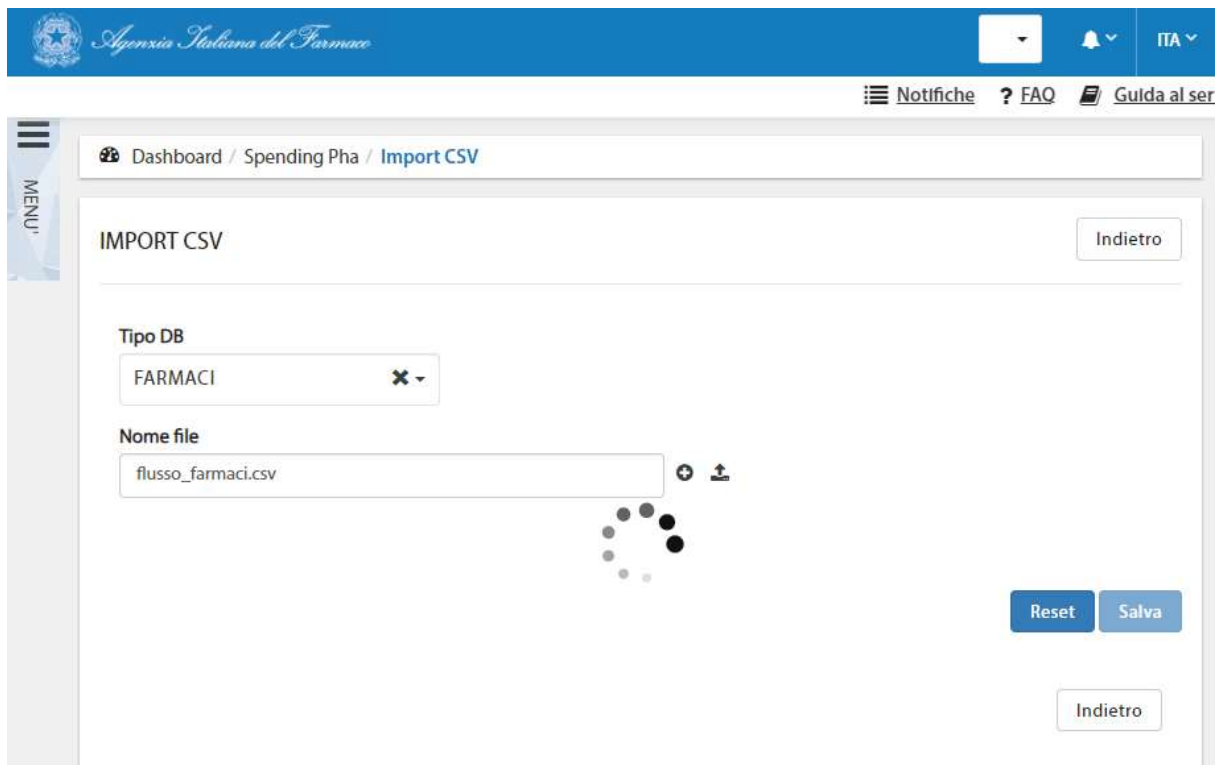 Agenzia Italiana del Farmaco
ITA
Notifiche ? FAQ Guida al ser
MENU'
Dashboard / Spending Pha / Import CSV
IMPORT CSV
Indietro
Tipo DB
FARMACI
Nome file
flusso_farmaci.csv
Reset Salva
Indietro